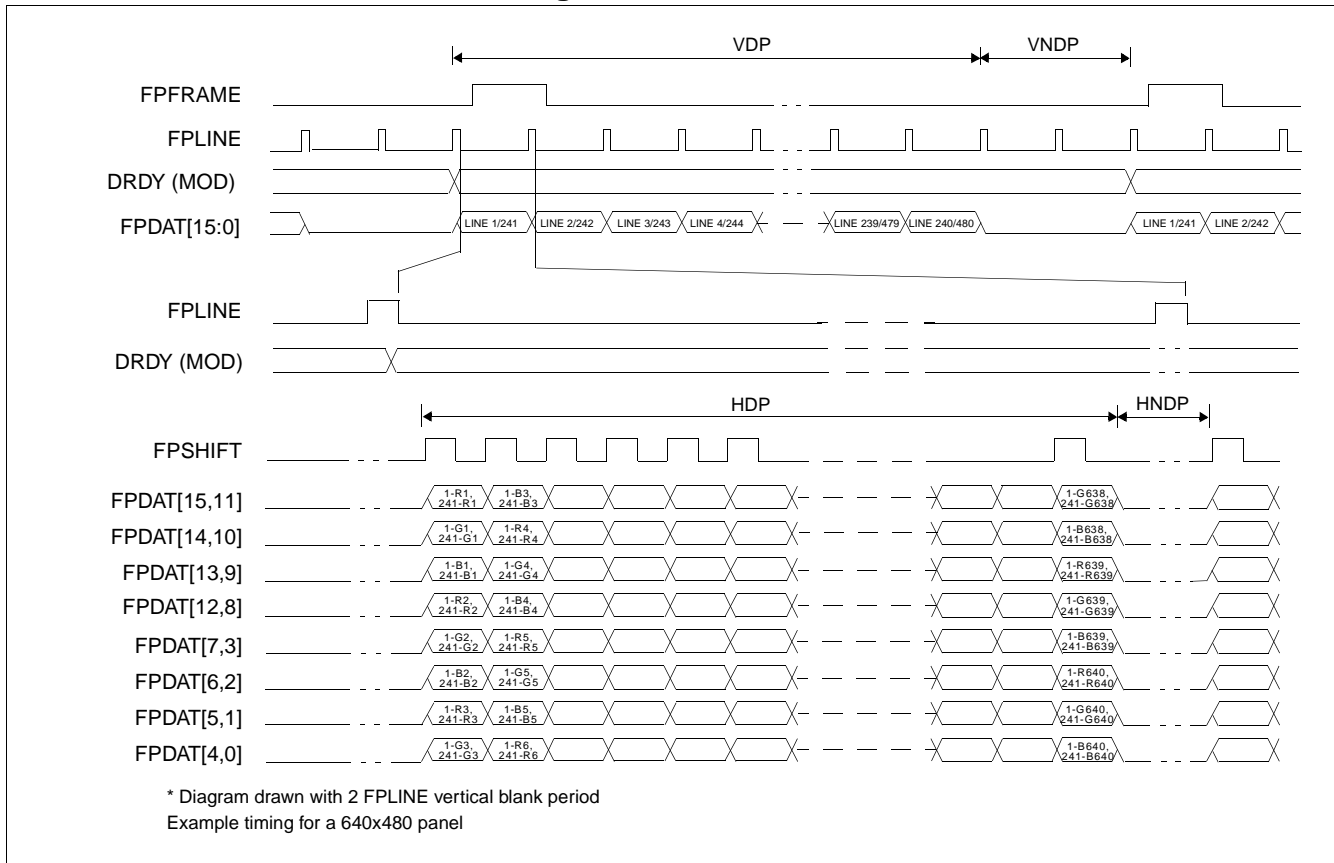 VDP VNDP
FPFRAME
FPLINE
DRDY (MOD)
FPDAT[15:0] LINE 1/241 LINE 2/242 LINE 3/243 LINE 4/244 LINE 239/479 LINE 240/480 LINE 1/241 LINE 2/242
FPLINE
DRDY (MOD)
HDP HNDP
FPSHIFT
FPDAT[15,11] 1-R1, 241-R1 1-B3, 241-B3 1-G638, 241-G638
FPDAT[14,10] 1-G1, 241-G1 1-R4, 241-R4 1-B638, 241-B638
FPDAT[13,9] 1-B1, 241-B1 1-G4, 241-G4 1-R639, 241-R639
FPDAT[12,8] 1-R2, 241-R2 1-B4, 241-B4 1-G639, 241-G639
FPDAT[7,3] 1-G2, 241-G2 1-R5, 241-R5 1-B639, 241-B639
FPDAT[6,2] 1-B2, 241-B2 1-G5, 241-G5 1-R640, 241-R640
FPDAT[5,1] 1-R3, 241-R3 1-B5, 241-B5 1-G640, 241-G640
FPDAT[4,0] 1-G3, 241-G3 1-R6, 241-R6 1-B640, 241-B640
* Diagram drawn with 2 FPLINE vertical blank period
Example timing for a 640x480 panel